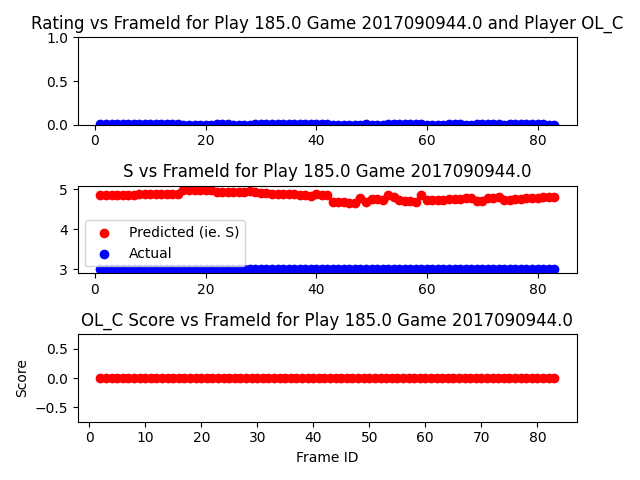 Rating vs FrameId for Play 185.0 Game 2017090944.0 and Player OL_C
1.0
0.5
0.0
0 20 40 60 80
S vs FrameId for Play 185.0 Game 2017090944.0
5
4
3
Predicted (ie. S)
Actual
0 20 40 60 80
OL_C Score vs FrameId for Play 185.0 Game 2017090944.0
Score
0.5
0.0
−0.5
0 10 20 30 40 50 60 70 80
Frame ID